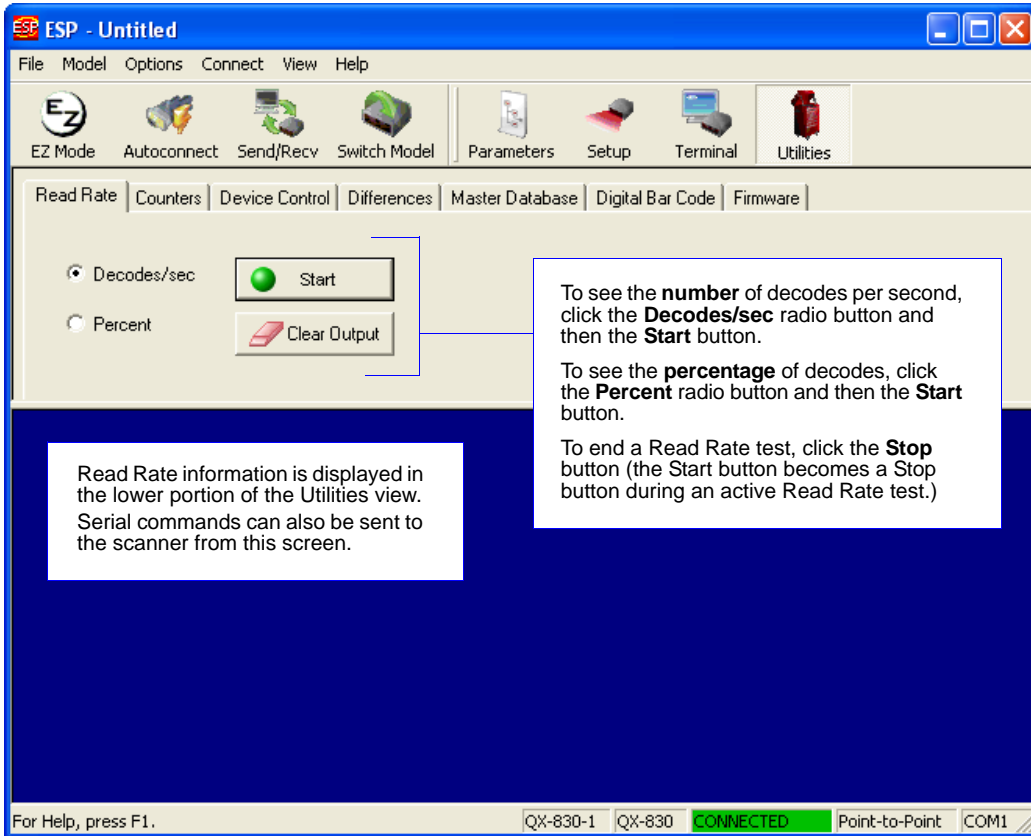 ESP - Untitled
File Model Options Connect View Help
EZ Mode Autoconnect Send/Recv Switch Model Parameters Setup Terminal Utilities
Read Rate Counters Device Control Differences Master Database Digital Bar Code Firmware
Decodes/sec Start
Percent Clear Output
To see the number of decodes per second,
click the Decodes/sec radio button and
then the Start button.
To see the percentage of decodes, click
the Percent radio button and then the Start
button.
To end a Read Rate test, click the Stop
button (the Start button becomes a Stop
button during an active Read Rate test.)
Read Rate information is displayed in
the lower portion of the Utilities view.
Serial commands can also be sent to
the scanner from this screen.
For Help, press F1. QX-830-1 QX-830 CONNECTED Point-to-Point COM1